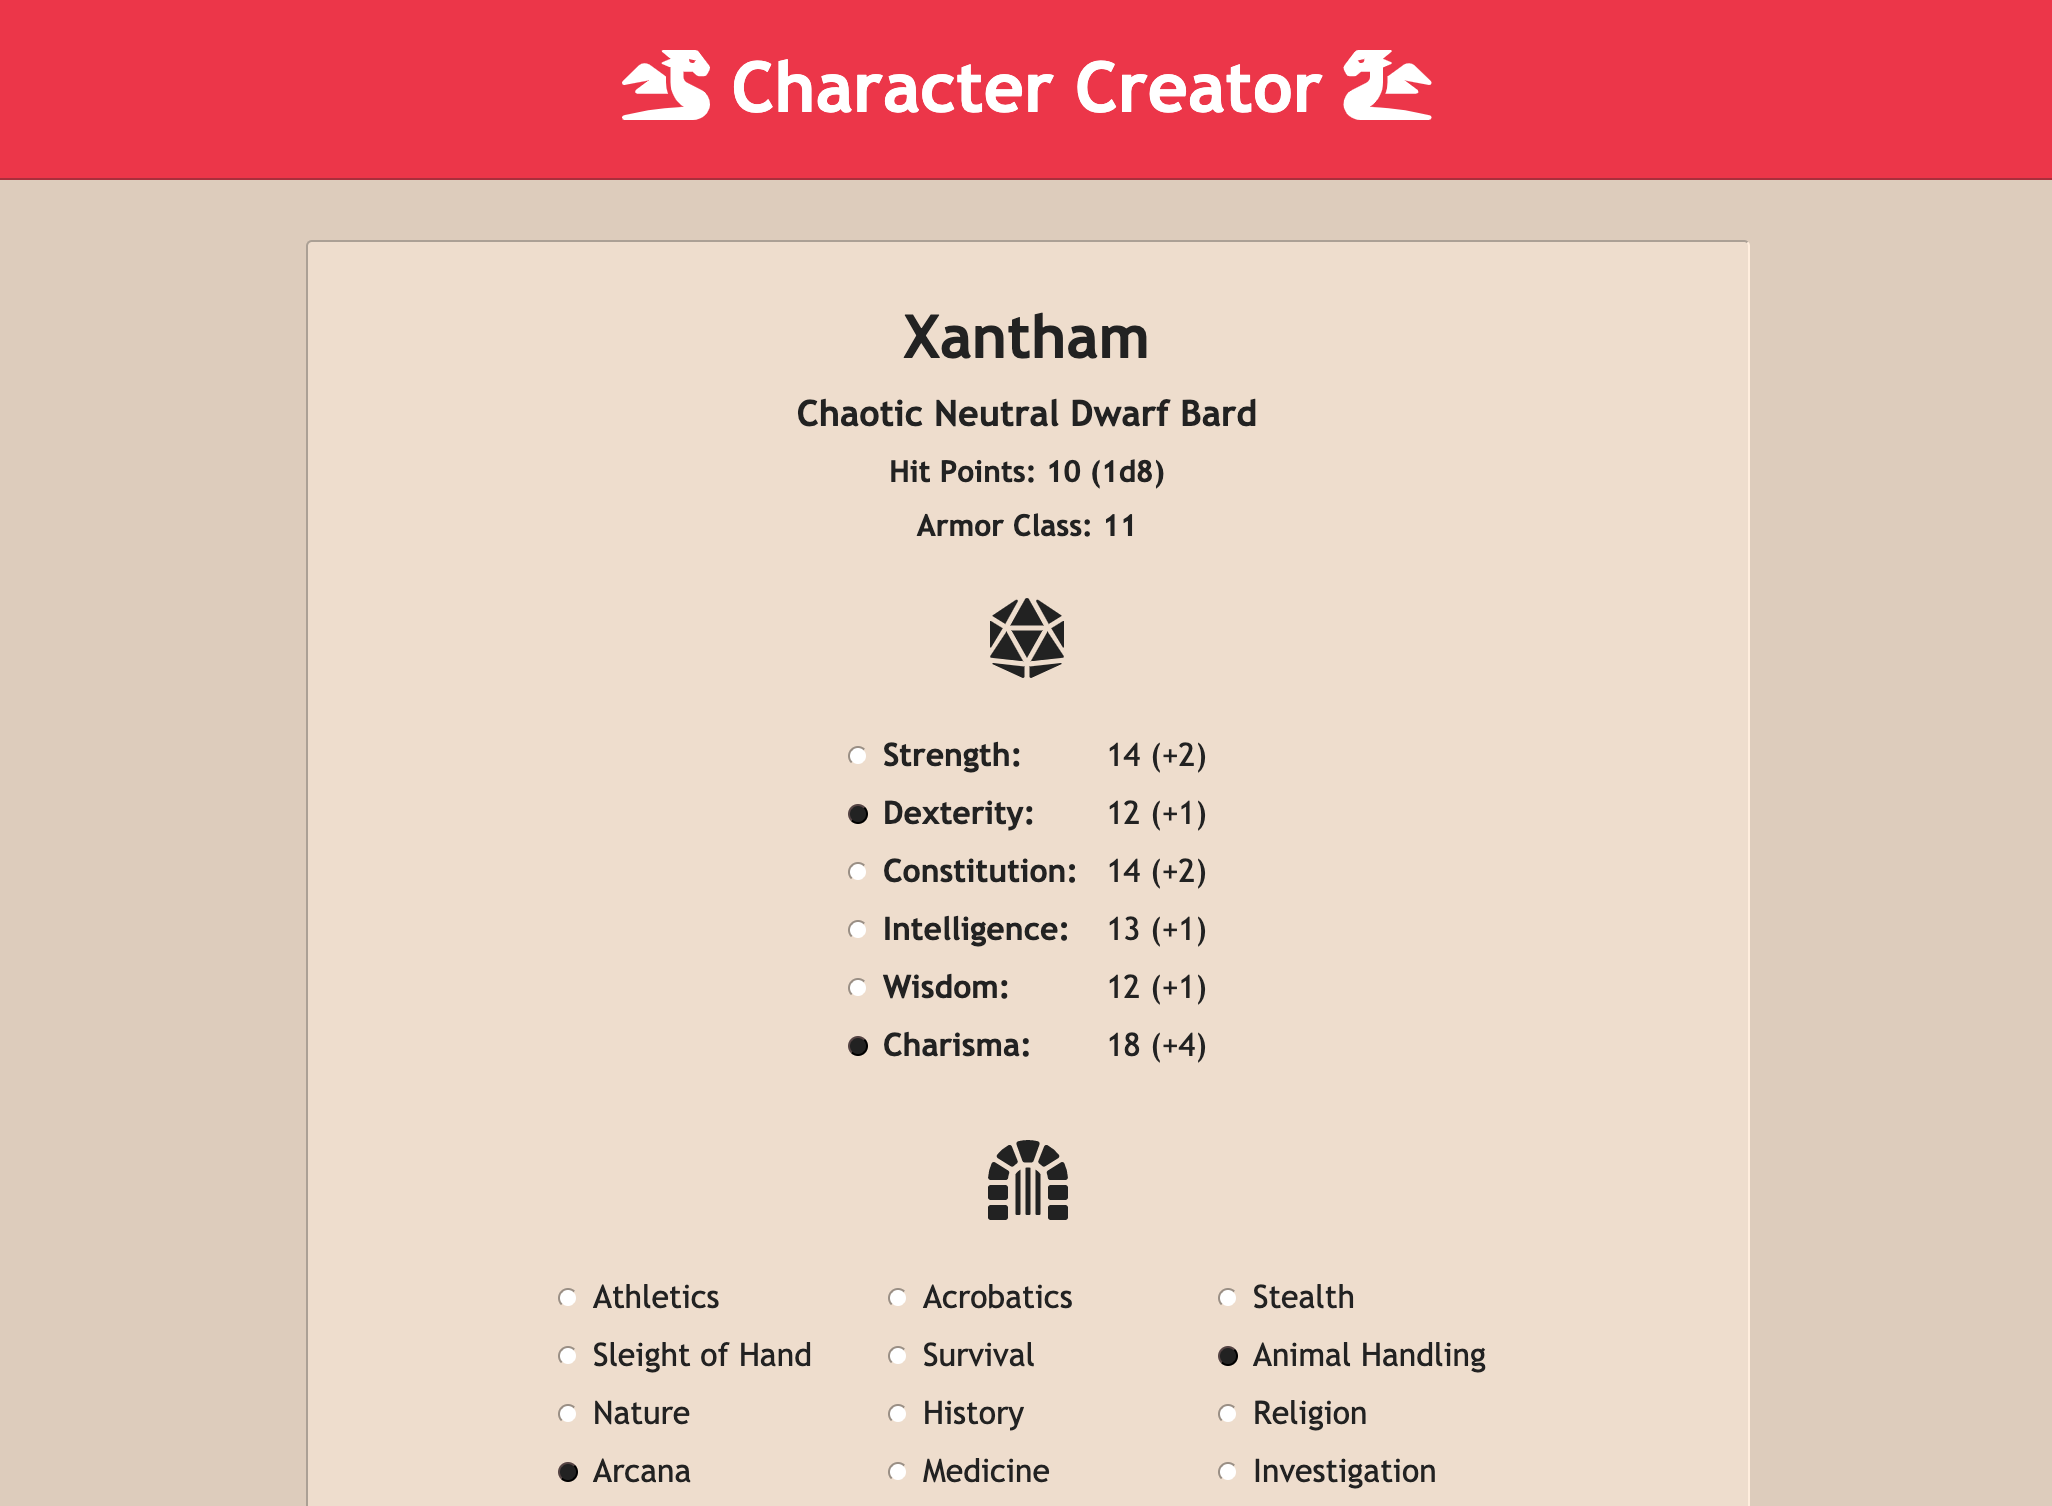 Character Creator
Xantham
Chaotic Neutral Dwarf Bard
Hit Points: 10 (1d8)
Armor Class: 11
Strength: 14 (+2)
Dexterity: 12 (+1)
Constitution: 14 (+2)
Intelligence: 13 (+1)
Wisdom: 12 (+1)
Charisma: 18 (+4)
Athletics Acrobatics Stealth
Sleight of Hand Survival Animal Handling
Nature History Religion
Arcana Medicine Investigation